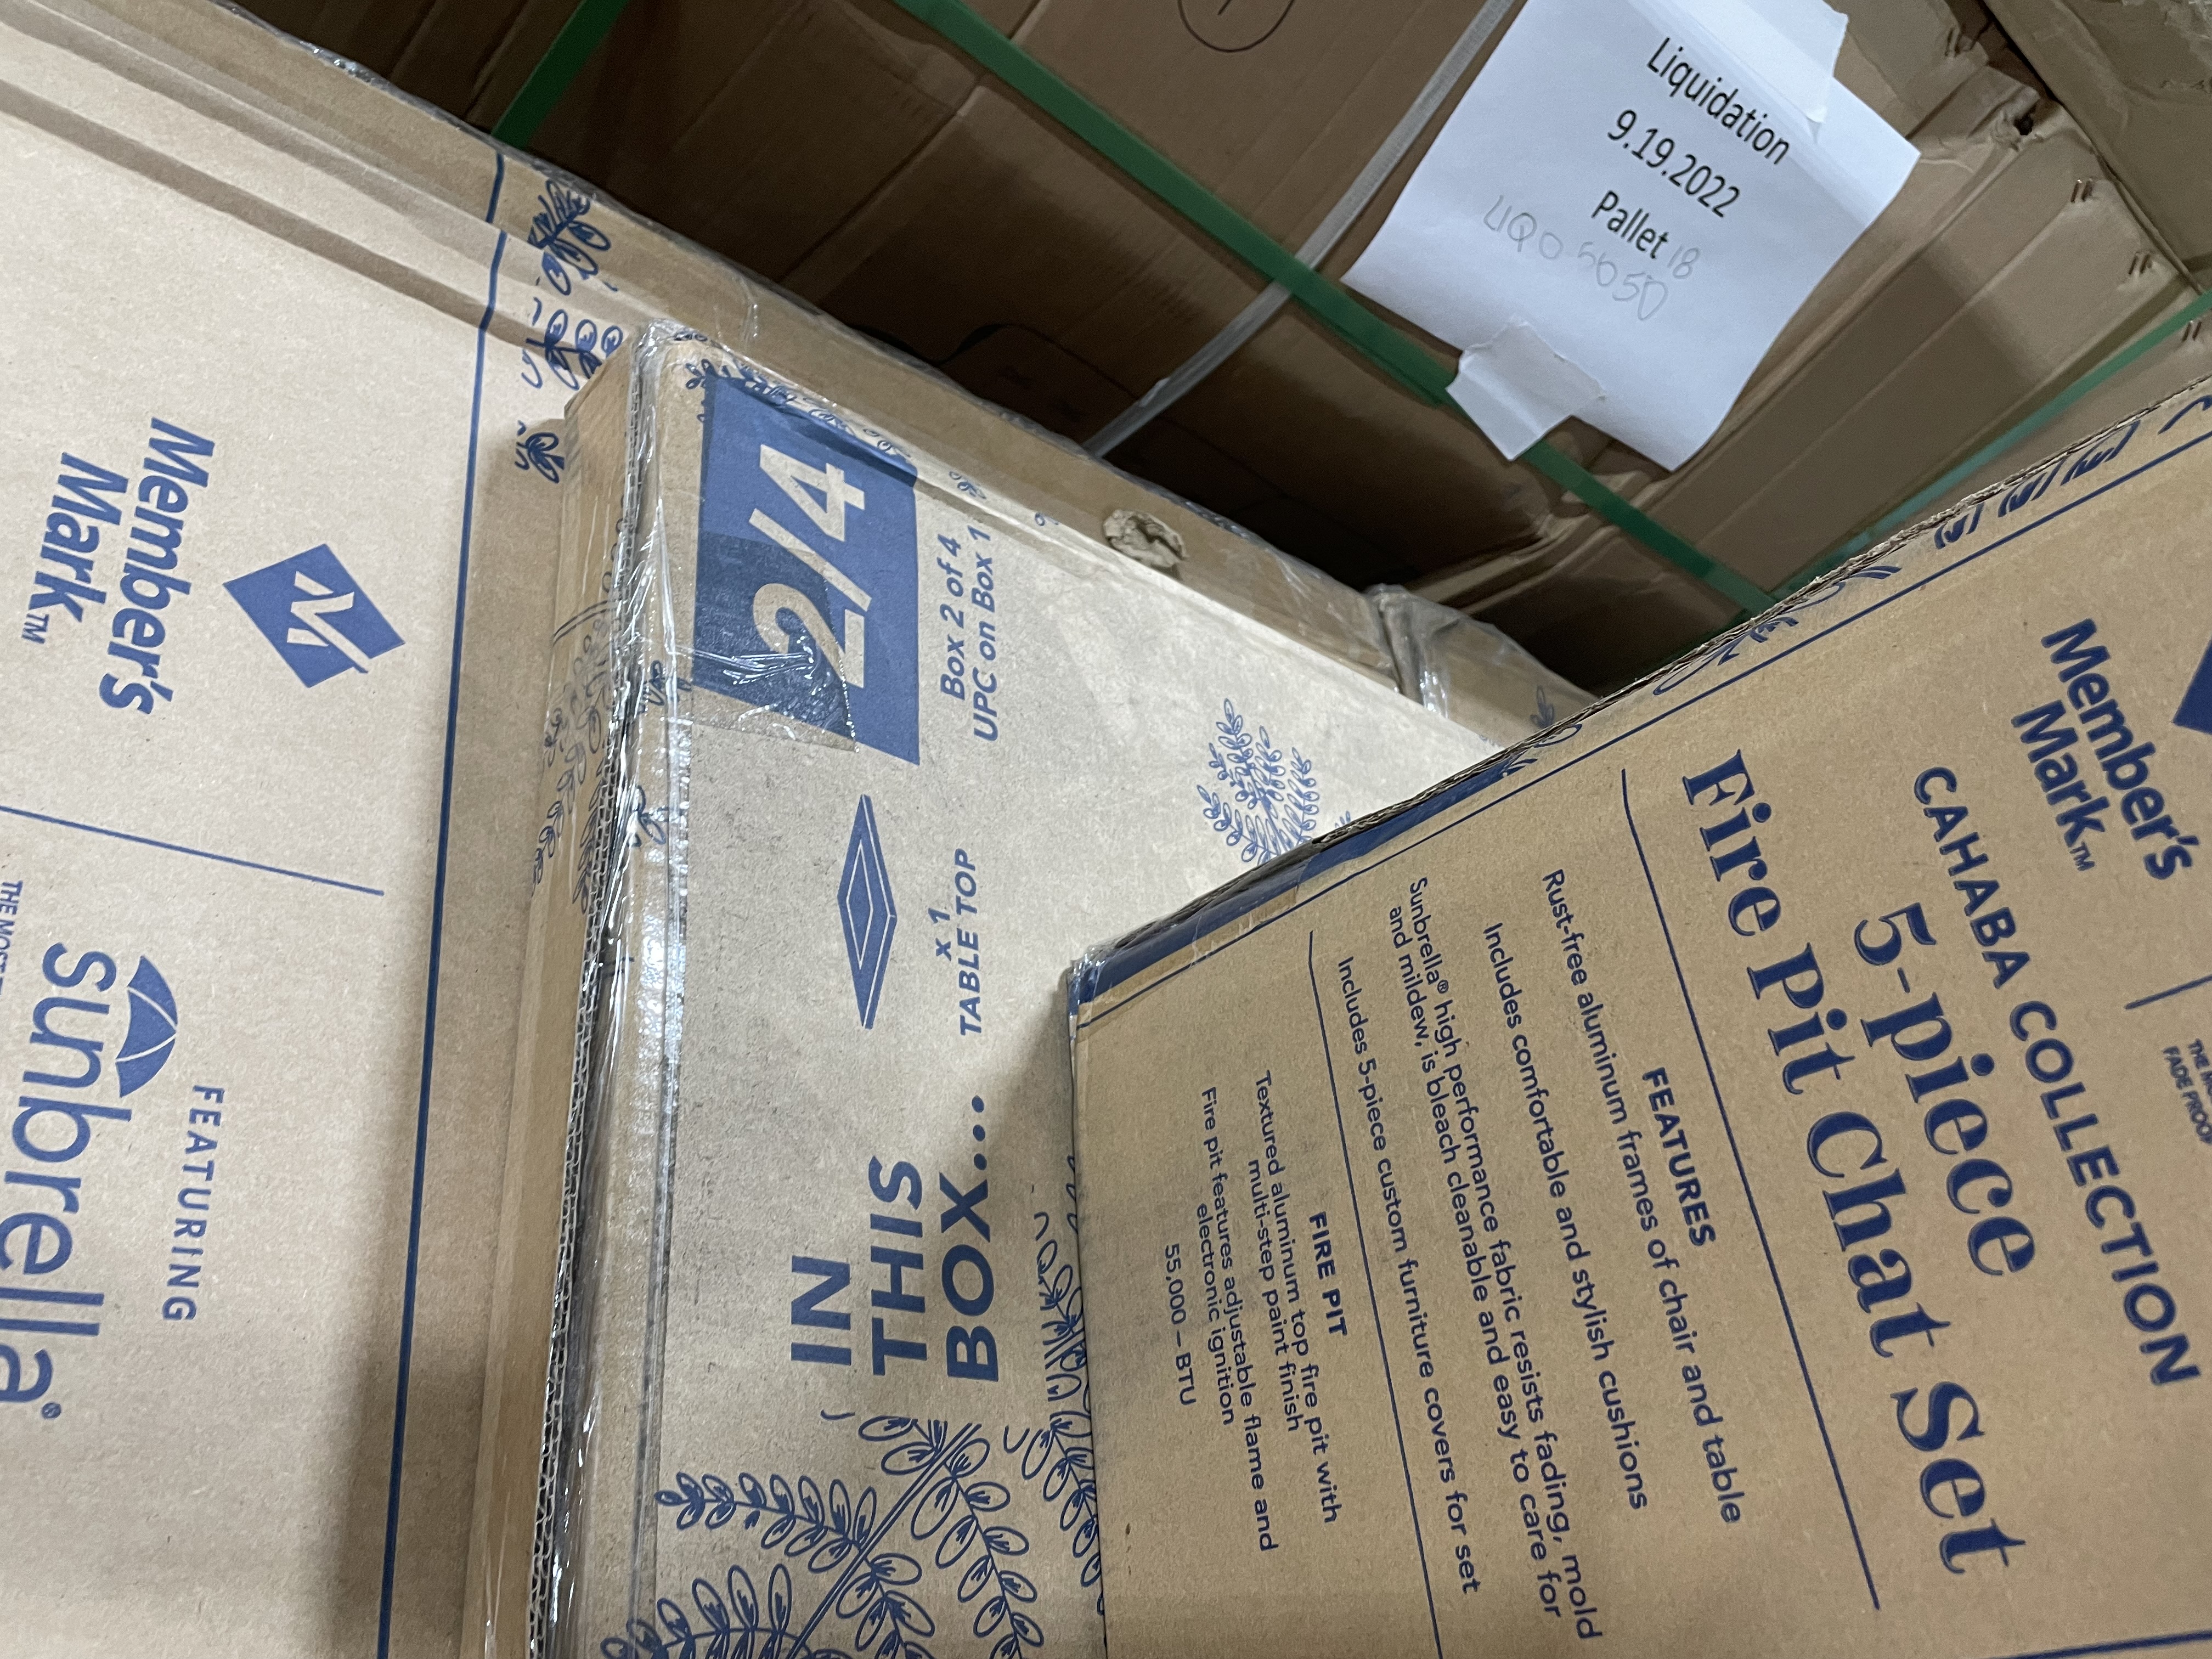 Liquidation
9.19.2022
Pallet 18
LIQ05650
Member's
Mark™
FEATURING
sunbrella®
2/4
Box 2 of 4
UPC on Box 1
x 1
TABLE TOP
IN
THIS
BOX...
Member's
Mark™
CAHABA COLLECTION
5-piece
Fire Pit Chat Set
FEATURES
Rust-free aluminum frames of chair and table
Includes comfortable and stylish cushions
Sunbrella® high performance fabric resists fading, mold
and mildew, is bleach cleanable and easy to care for
Includes 5-piece custom furniture covers for set
FIRE PIT
Textured aluminum top fire pit with
multi-step paint finish
Fire pit features adjustable flame and
electronic ignition
55,000 – BTU